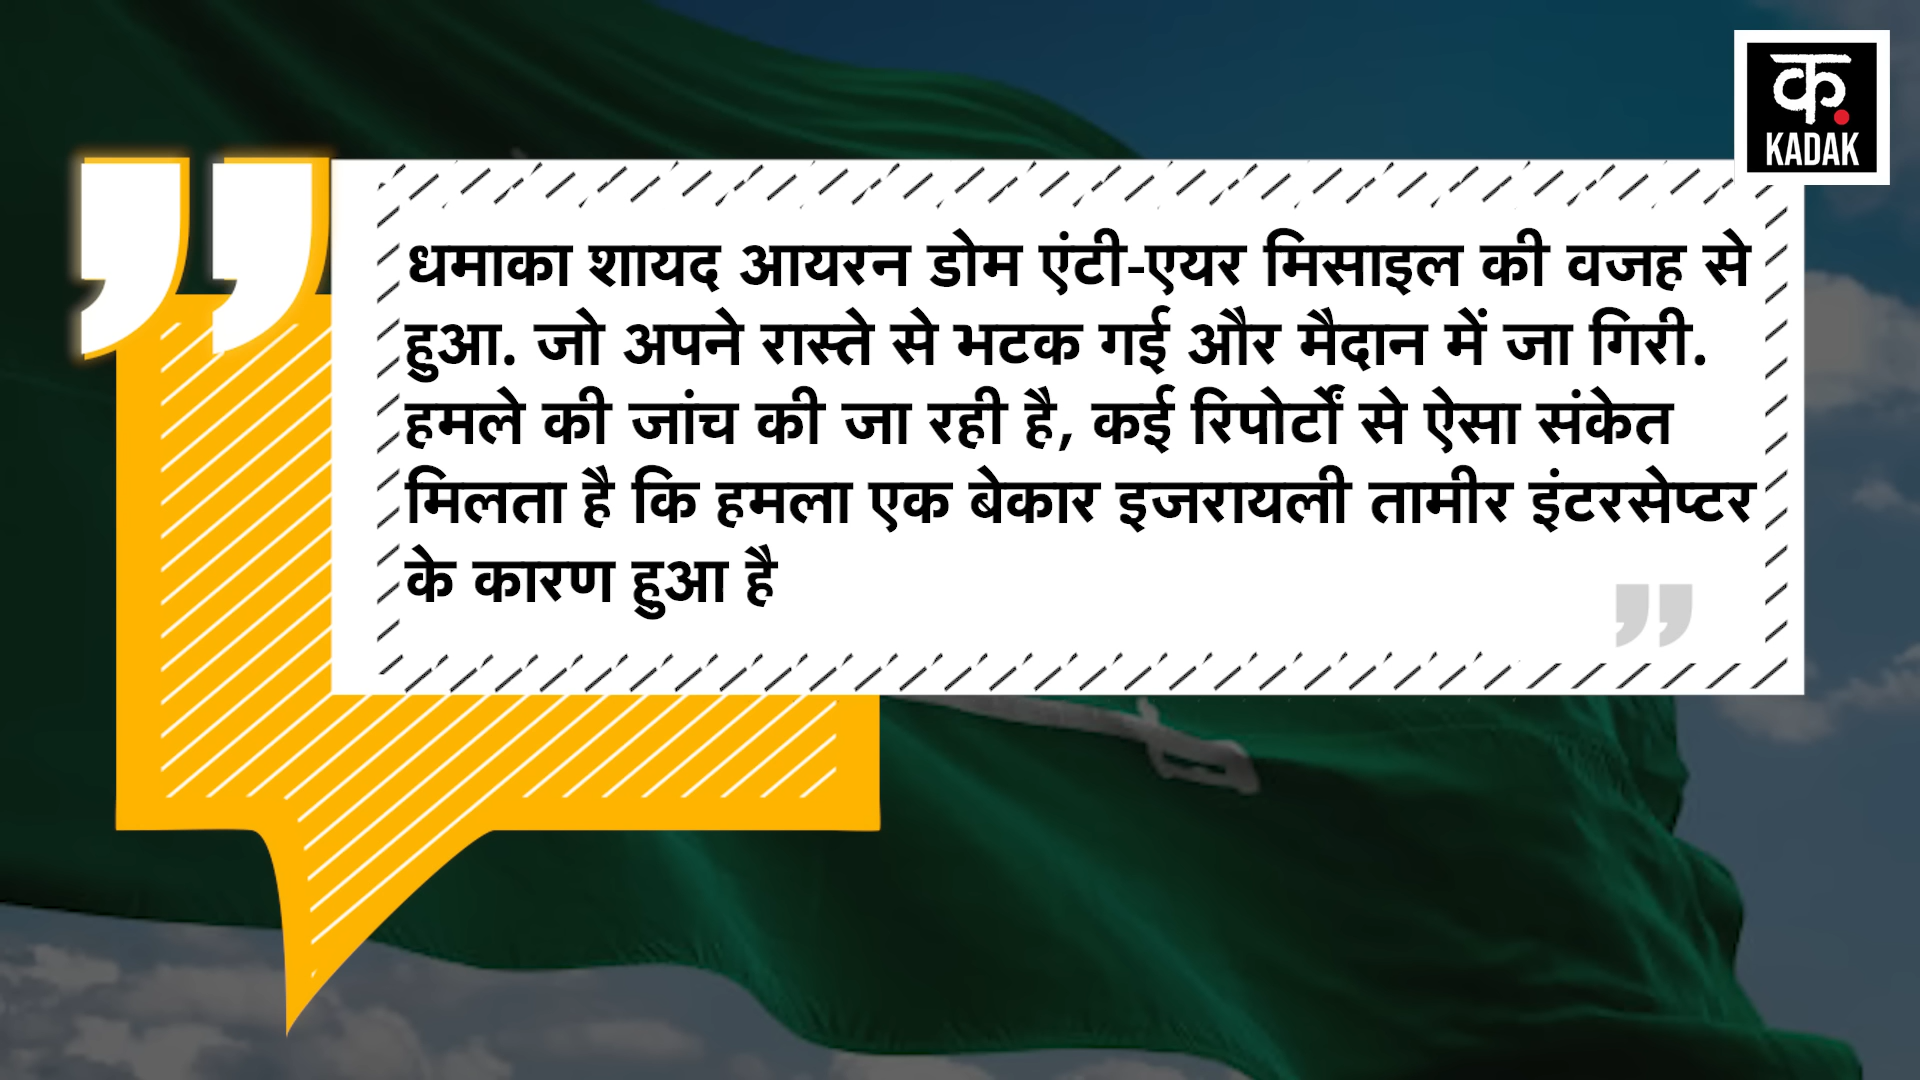 क.
KADAK
धमाका शायद आयरन डोम एंटी-एयर मिसाइल की वजह से
हुआ. जो अपने रास्ते से भटक गई और मैदान में जा गिरी.
हमले की जांच की जा रही है, कई रिपोर्टों से ऐसा संकेत
मिलता है कि हमला एक बेकार इजरायली तामीर इंटरसेप्टर
के कारण हुआ है